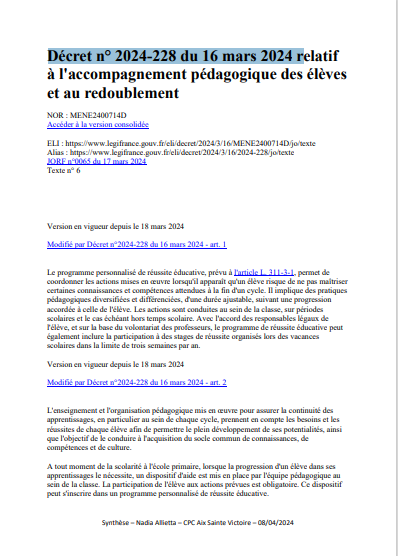 Décret n° 2024-228 du 16 mars 2024 relatif
à l'accompagnement pédagogique des élèves
et au redoublement
NOR : MENE2400714D
Accéder à la version consolidée
ELI : https://www.legifrance.gouv.fr/eli/decret/2024/3/16/MENE2400714D/jo/texte
Alias : https://www.legifrance.gouv.fr/eli/decret/2024/3/16/2024-228/jo/texte
JORF n°0065 du 17 mars 2024
Texte n° 6
Version en vigueur depuis le 18 mars 2024
Modifié par Décret n°2024-228 du 16 mars 2024 - art. 1
Le programme personnalisé de réussite éducative, prévu à l'article L. 311-3-1, permet de
coordonner les actions mises en œuvre lorsqu'il apparaît qu'un élève risque de ne pas maîtriser
certaines connaissances et compétences attendues à la fin d'un cycle. Il implique des pratiques
pédagogiques diversifiées et différenciées, d'une durée ajustable, suivant une progression
accordée à celle de l'élève. Les actions sont conduites au sein de la classe, sur périodes
scolaires et le cas échéant hors temps scolaire. Avec l'accord des responsables légaux de
l'élève, et sur la base du volontariat des professeurs, le programme de réussite éducative peut
également inclure la participation à des stages de réussite organisés lors des vacances
scolaires dans la limite de trois semaines par an.
Version en vigueur depuis le 18 mars 2024
Modifié par Décret n°2024-228 du 16 mars 2024 - art. 2
L'enseignement et l'organisation pédagogique mis en œuvre pour assurer la continuité des
apprentissages, en particulier au sein de chaque cycle, prennent en compte les besoins et les
réussites de chaque élève afin de permettre le plein développement de ses potentialités, ainsi
que l'objectif de le conduire à l'acquisition du socle commun de connaissances, de
compétences et de culture.
A tout moment de la scolarité à l'école primaire, lorsque la progression d'un élève dans ses
apprentissages le nécessite, un dispositif d'aide est mis en place par l'équipe pédagogique au
sein de la classe. La participation de l'élève aux actions prévues est obligatoire. Ce dispositif
peut s'inscrire dans un programme personnalisé de réussite éducative.
Synthèse – Nadia Allietta – CPC Aix Sainte Victoire – 08/04/2024